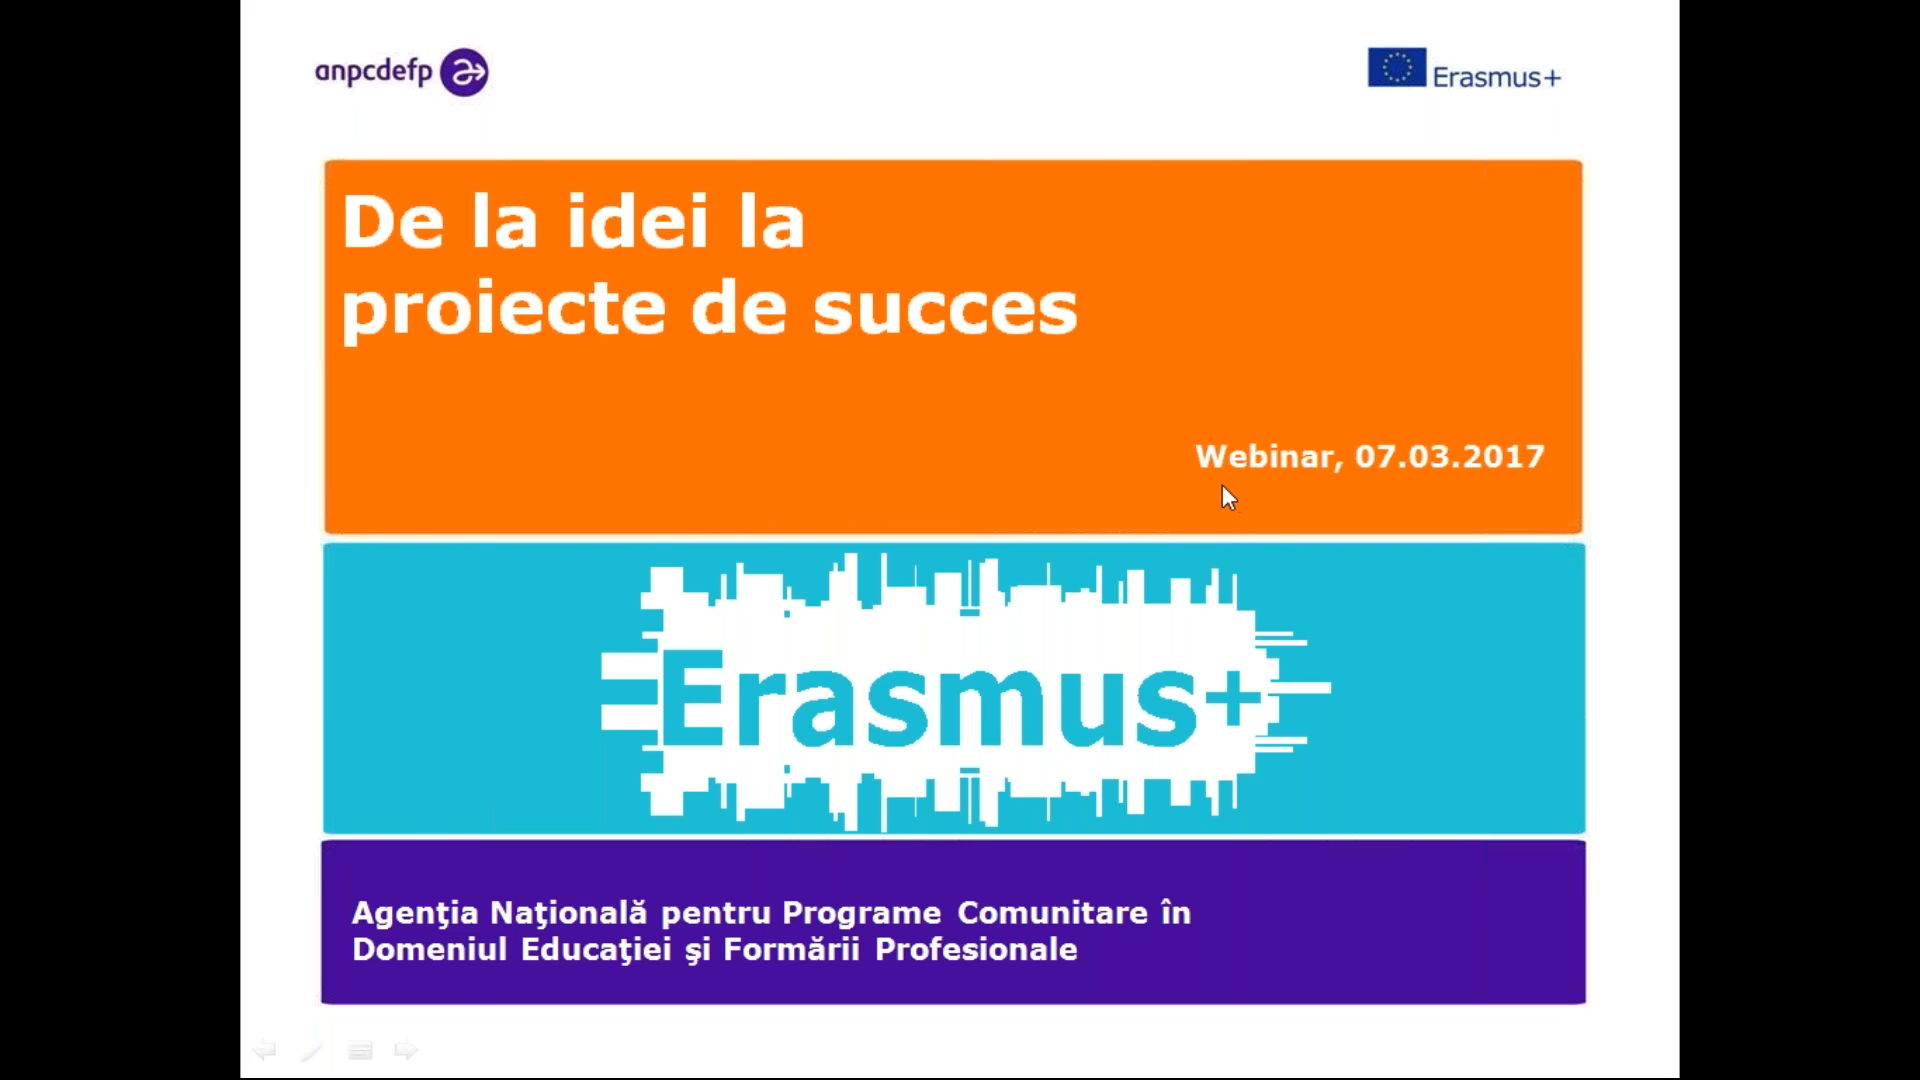 anpcdefp
Erasmus+
De la idei la
proiecte de succes
Webinar, 07.03.2017
Erasmus+
Agenţia Naţională pentru Programe Comunitare în
Domeniul Educaţiei şi Formării Profesionale